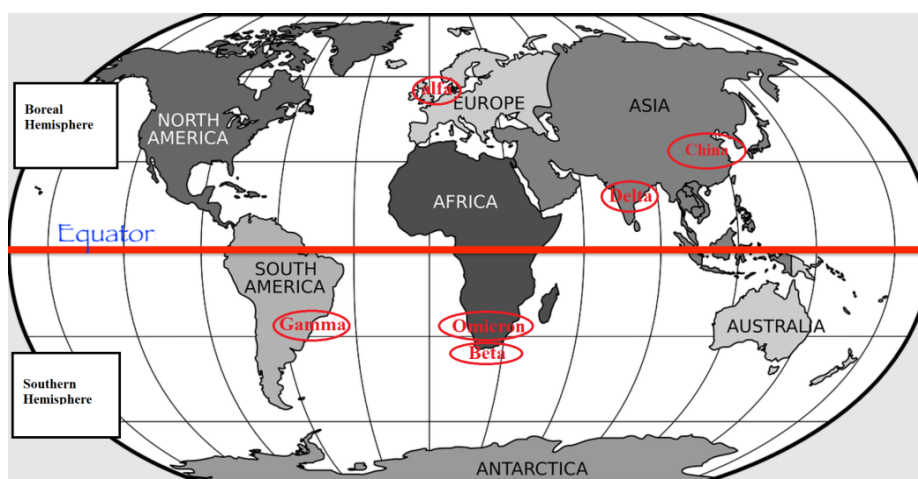 Boreal
Hemisphere
NORTH
AMERICA
alfa
EUROPE
ASIA
China
AFRICA
Delta
Equator
SOUTH
AMERICA
Gamma
Omicron
Beta
AUSTRALIA
Southern
Hemisphere
ANTARCTICA